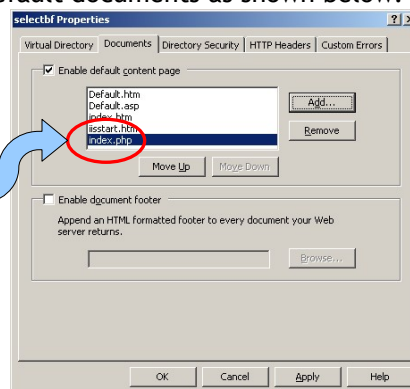 efault documents as shown below.
selectbf Properties
Virtual Directory Documents Directory Security HTTP Headers Custom Errors
Enable default content page
Default.htm
Default.asp
index.htm
iisstart.htm
index.php
Add...
Remove
Move Up Move Down
Enable document footer
Append an HTML formatted footer to every document your Web
server returns.
Browse...
OK Cancel Apply Help